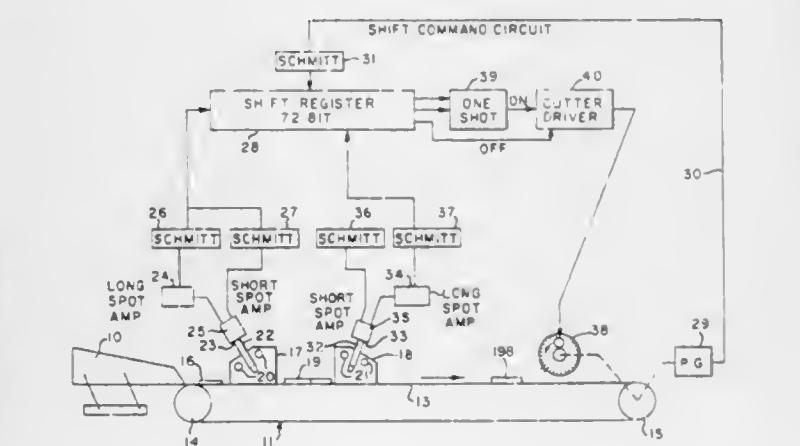 SHIFT COMMAND CIRCUIT
SCHMITT
31
39
40
SHIFT REGISTER
72 BIT
ONE
SHOT
ON
CUTTER
DRIVER
28
OFF
30
26
27
36
37
SCHMITT
SCHMITT
SCHMITT
SCHMITT
24
34
LONG
SPOT
AMP
SHORT
SPOT
AMP
SHORT
SPOT
AMP
LONG
SPOT
AMP
25
35
10
22
23
32
33
38
29
PG
16
17
19
18
19B
20
21
13
14
11
15